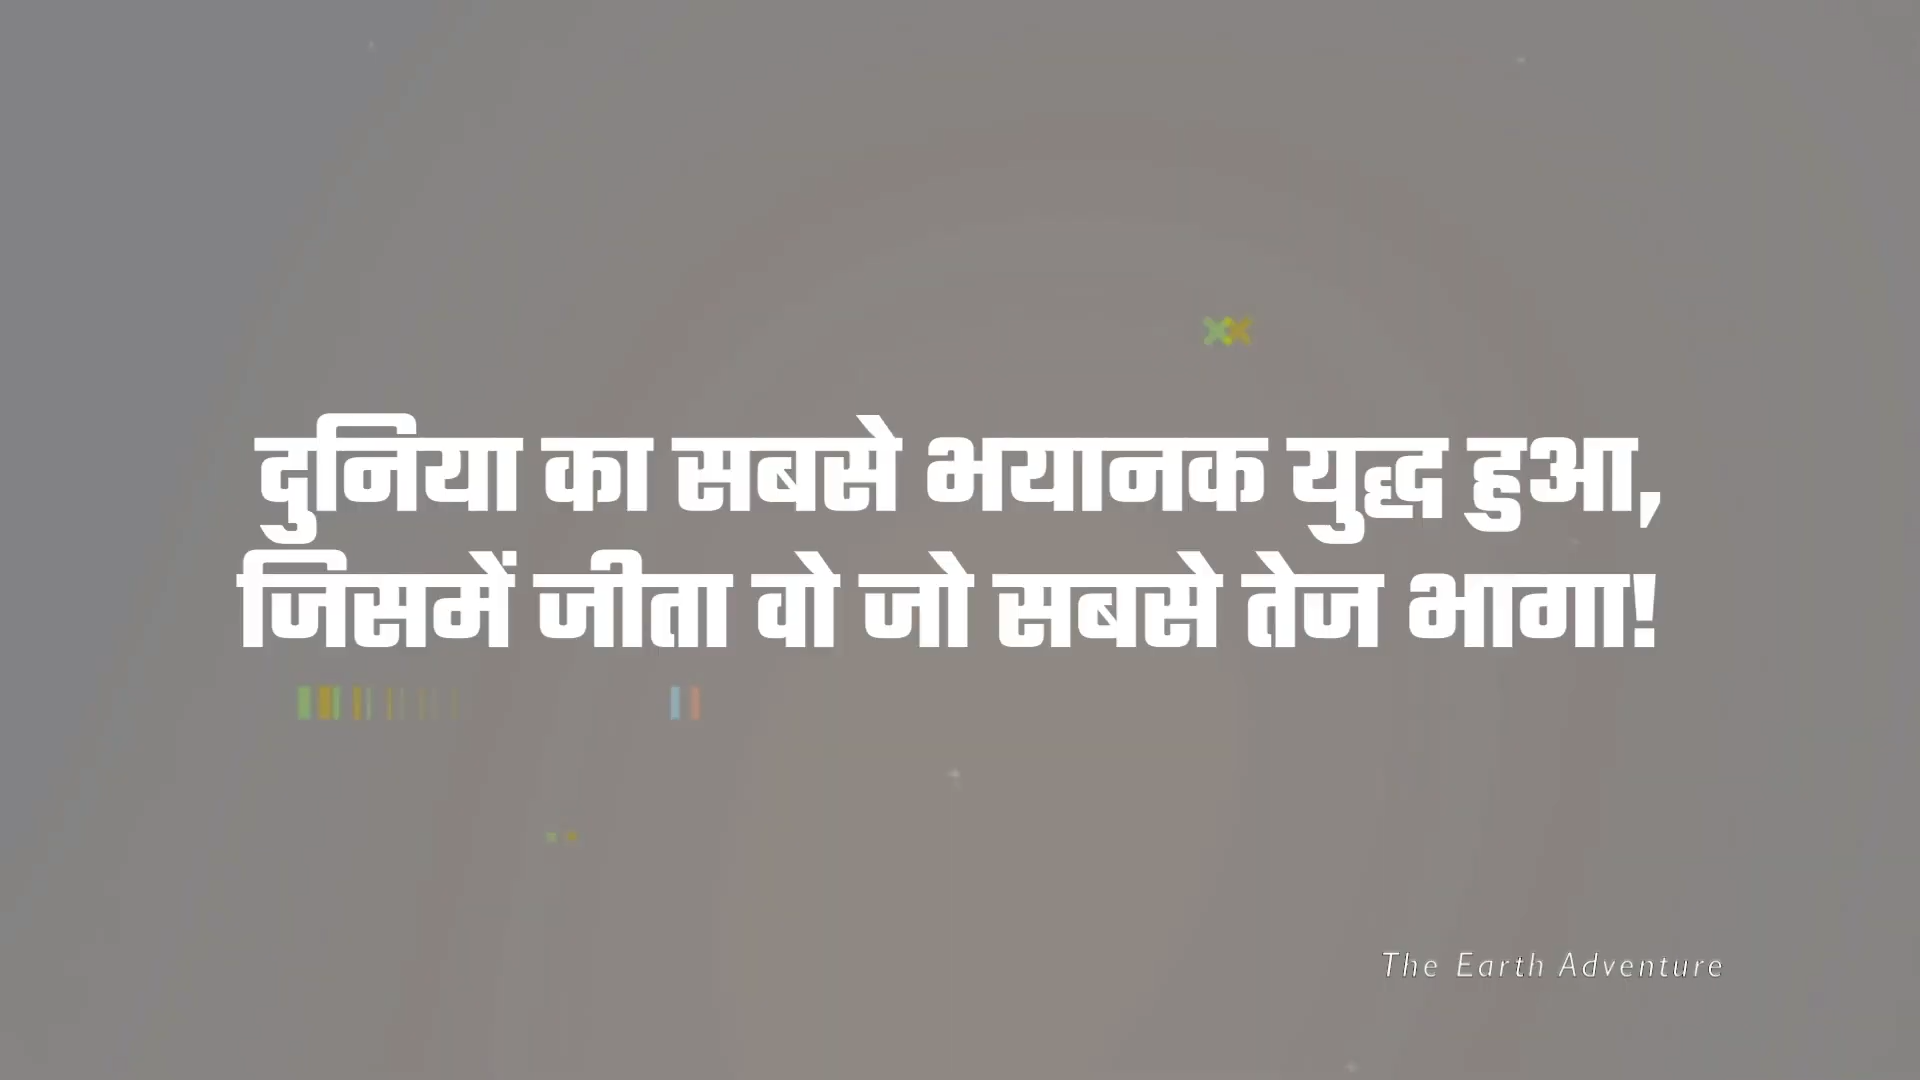 दुनिया का सबसे भयानक युद्ध हुआ,
जिसमें जीता वो जो सबसे तेज भागा!
The Earth Adventure